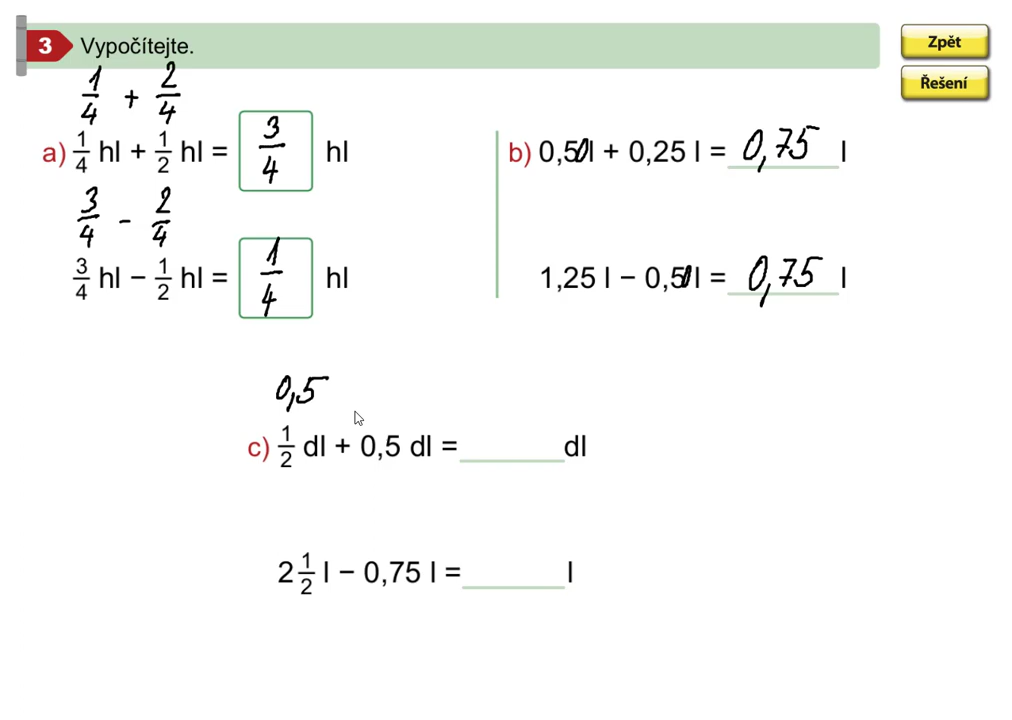 3 Vypočítejte.
Zpět
Řešení
1/4 + 2/4
a) 1/4 hl + 1/2 hl = 3/4 hl
3/4 - 2/4
3/4 hl − 1/2 hl = 1/4 hl
b) 0,50 l + 0,25 l = 0,75 l
1,25 l − 0,50 l = 0,75 l
0,5
c) 1/2 dl + 0,5 dl = dl
2 1/2 l − 0,75 l = l